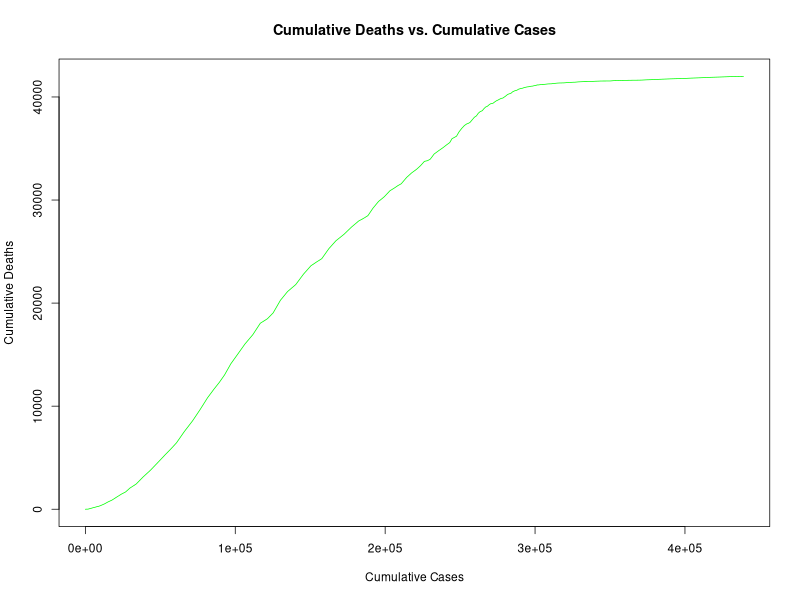 Cumulative Deaths vs. Cumulative Cases
Cumulative Deaths
40000
30000
20000
10000
0
0e+00 1e+05 2e+05 3e+05 4e+05
Cumulative Cases